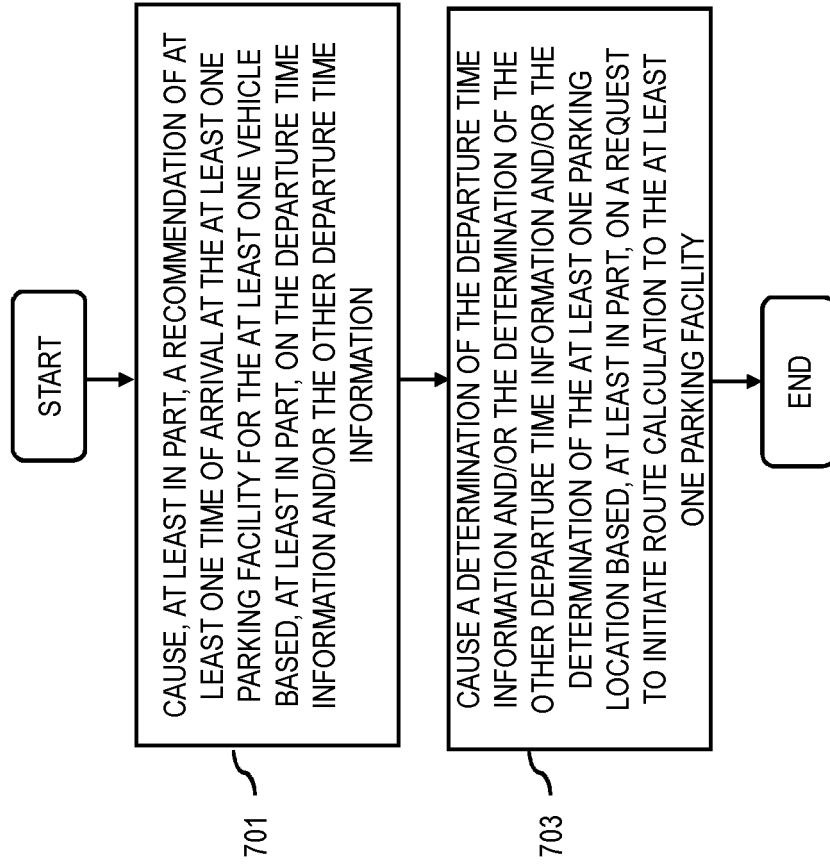 START
CAUSE, AT LEAST IN PART, A RECOMMENDATION OF AT
LEAST ONE TIME OF ARRIVAL AT THE AT LEAST ONE
PARKING FACILITY FOR THE AT LEAST ONE VEHICLE
BASED, AT LEAST IN PART, ON THE DEPARTURE TIME
INFORMATION AND/OR THE OTHER DEPARTURE TIME
INFORMATION
701
CAUSE A DETERMINATION OF THE DEPARTURE TIME
INFORMATION AND/OR THE DETERMINATION OF THE
OTHER DEPARTURE TIME INFORMATION AND/OR THE
DETERMINATION OF THE AT LEAST ONE PARKING
LOCATION BASED, AT LEAST IN PART, ON A REQUEST
TO INITIATE ROUTE CALCULATION TO THE AT LEAST
ONE PARKING FACILITY
703
END